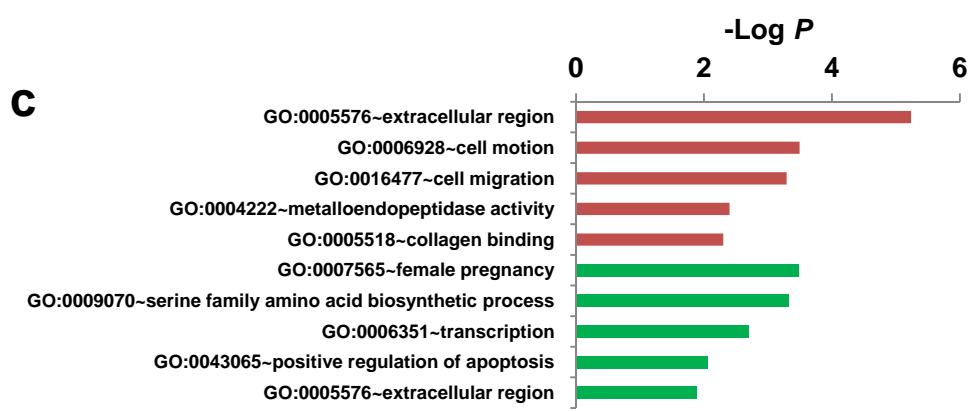 -Log P
0 2 4 6
c
GO:0005576~extracellular region
GO:0006928~cell motion
GO:0016477~cell migration
GO:0004222~metalloendopeptidase activity
GO:0005518~collagen binding
GO:0007565~female pregnancy
GO:0009070~serine family amino acid biosynthetic process
GO:0006351~transcription
GO:0043065~positive regulation of apoptosis
GO:0005576~extracellular region